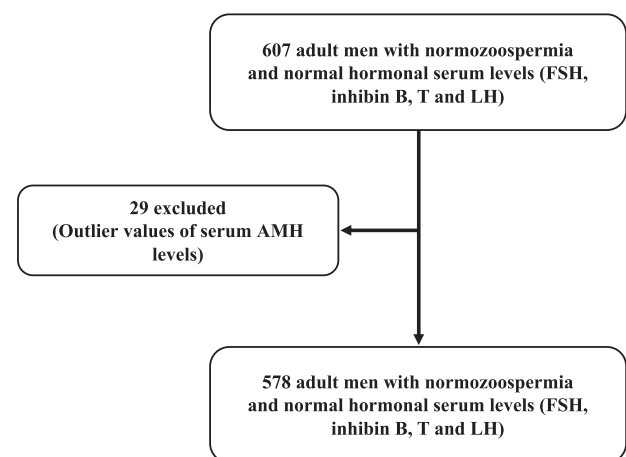 607 adult men with normozoospermia
and normal hormonal serum levels (FSH,
inhibin B, T and LH)
29 excluded
(Outlier values of serum AMH
levels)
578 adult men with normozoospermia
and normal hormonal serum levels (FSH,
inhibin B, T and LH)